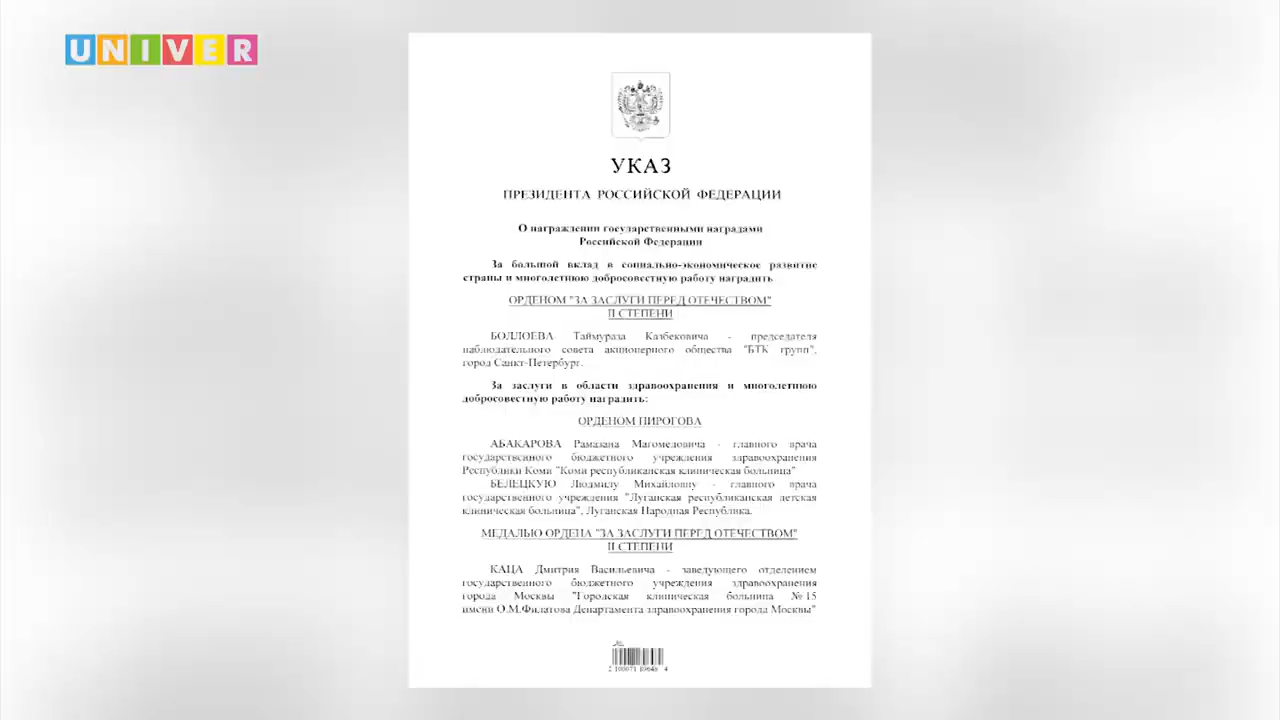 UNIVER
УКАЗ
ПРЕЗИДЕНТА РОССИЙСКОЙ ФЕДЕРАЦИИ
О награждении государственными наградами
Российской Федерации
За большой вклад в социально-экономическое развитие
страны и многолетнюю добросовестную работу наградить
ОРДЕНОМ "ЗА ЗАСЛУГИ ПЕРЕД ОТЕЧЕСТВОМ"
II СТЕПЕНИ
БОЛЛОЕВА Таймураза Казбековича - председателя
наблюдательного совета акционерного общества "БТК групп",
город Санкт-Петербург.
За заслуги в области здравоохранения и многолетнюю
добросовестную работу наградить:
ОРДЕНОМ ПИРОГОВА
АБАКАРОВА Рамазана Магомедовича - главного врача
государственного бюджетного учреждения здравоохранения
Республики Коми "Коми республиканская клиническая больница"
БЕЛЕЦКУЮ Людмилу Михайловну - главного врача
государственного учреждения "Луганская республиканская детская
клиническая больница", Луганская Народная Республика.
МЕДАЛЬЮ ОРДЕНА "ЗА ЗАСЛУГИ ПЕРЕД ОТЕЧЕСТВОМ"
II СТЕПЕНИ
КАЦА Дмитрия Васильевича - заведующего отделением
государственного бюджетного учреждения здравоохранения
города Москвы "Городская клиническая больница № 15
имени О.М.Филатова Департамента здравоохранения города Москвы"